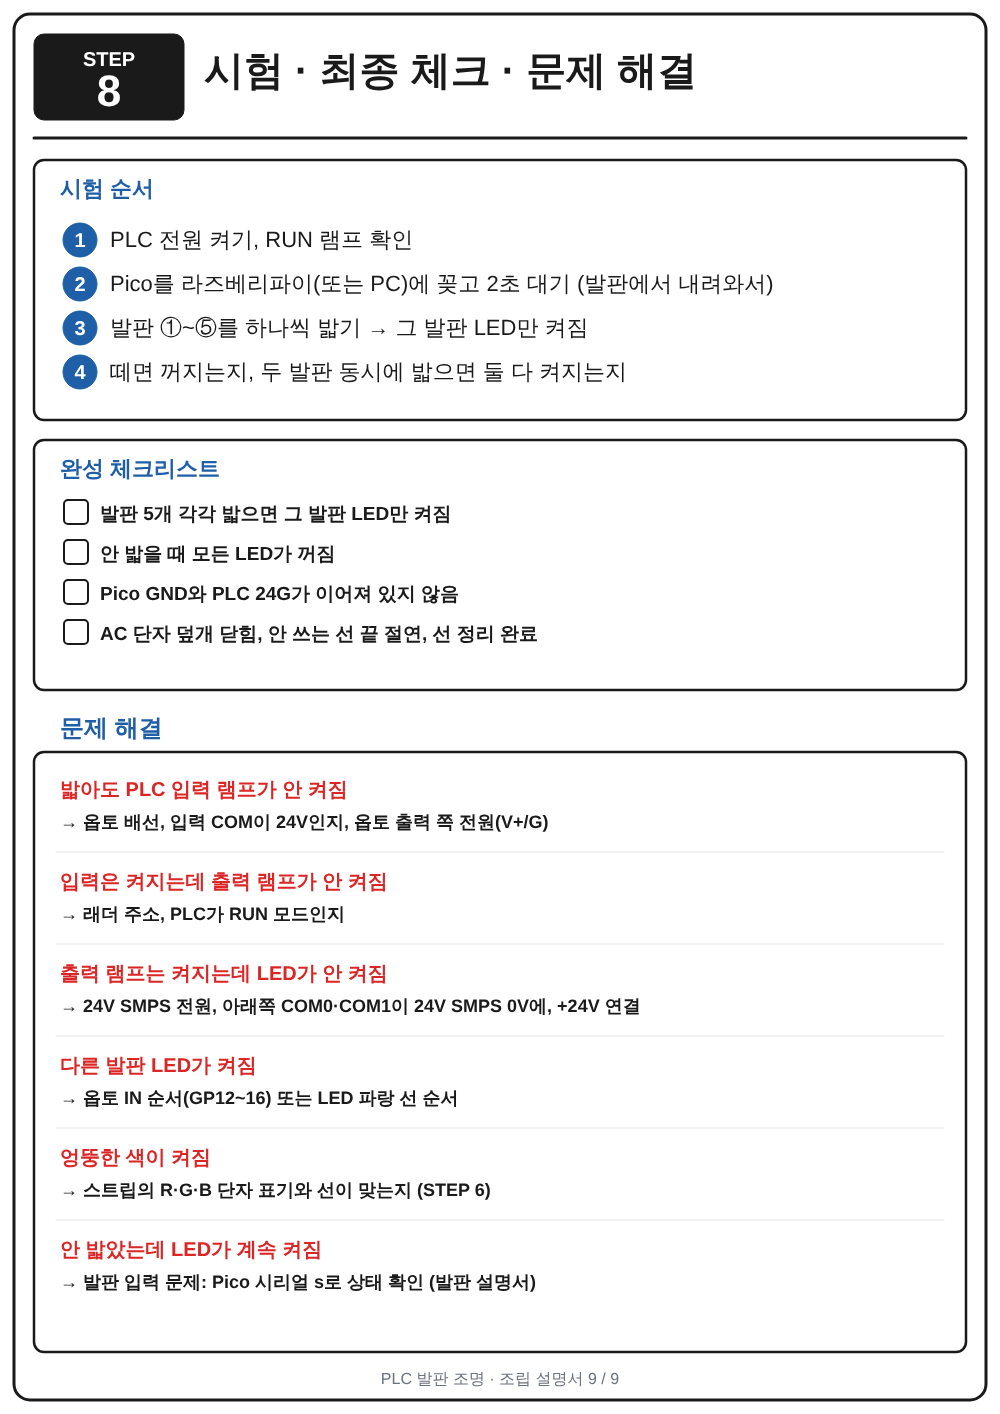 STEP
8
시험 · 최종 체크 · 문제 해결
시험 순서
1 PLC 전원 켜기, RUN 램프 확인
2 Pico를 라즈베리파이(또는 PC)에 꽂고 2초 대기 (발판에서 내려와서)
3 발판 ①~⑤를 하나씩 밟기 → 그 발판 LED만 켜짐
4 떼면 꺼지는지, 두 발판 동시에 밟으면 둘 다 켜지는지
완성 체크리스트
발판 5개 각각 밟으면 그 발판 LED만 켜짐
안 밟을 때 모든 LED가 꺼짐
Pico GND와 PLC 24G가 이어져 있지 않음
AC 단자 덮개 닫힘, 안 쓰는 선 끝 절연, 선 정리 완료
문제 해결
밟아도 PLC 입력 램프가 안 켜짐
→ 옵토 배선, 입력 COM이 24V인지, 옵토 출력 쪽 전원(V+/G)
입력은 켜지는데 출력 램프가 안 켜짐
→ 래더 주소, PLC가 RUN 모드인지
출력 램프는 켜지는데 LED가 안 켜짐
→ 24V SMPS 전원, 아래쪽 COM0·COM1이 24V SMPS 0V에, +24V 연결
다른 발판 LED가 켜짐
→ 옵토 IN 순서(GP12~16) 또는 LED 파랑 선 순서
엉뚱한 색이 켜짐
→ 스트립의 R·G·B 단자 표기와 선이 맞는지 (STEP 6)
안 밟았는데 LED가 계속 켜짐
→ 발판 입력 문제: Pico 시리얼 s로 상태 확인 (발판 설명서)
PLC 발판 조명 · 조립 설명서 9 / 9